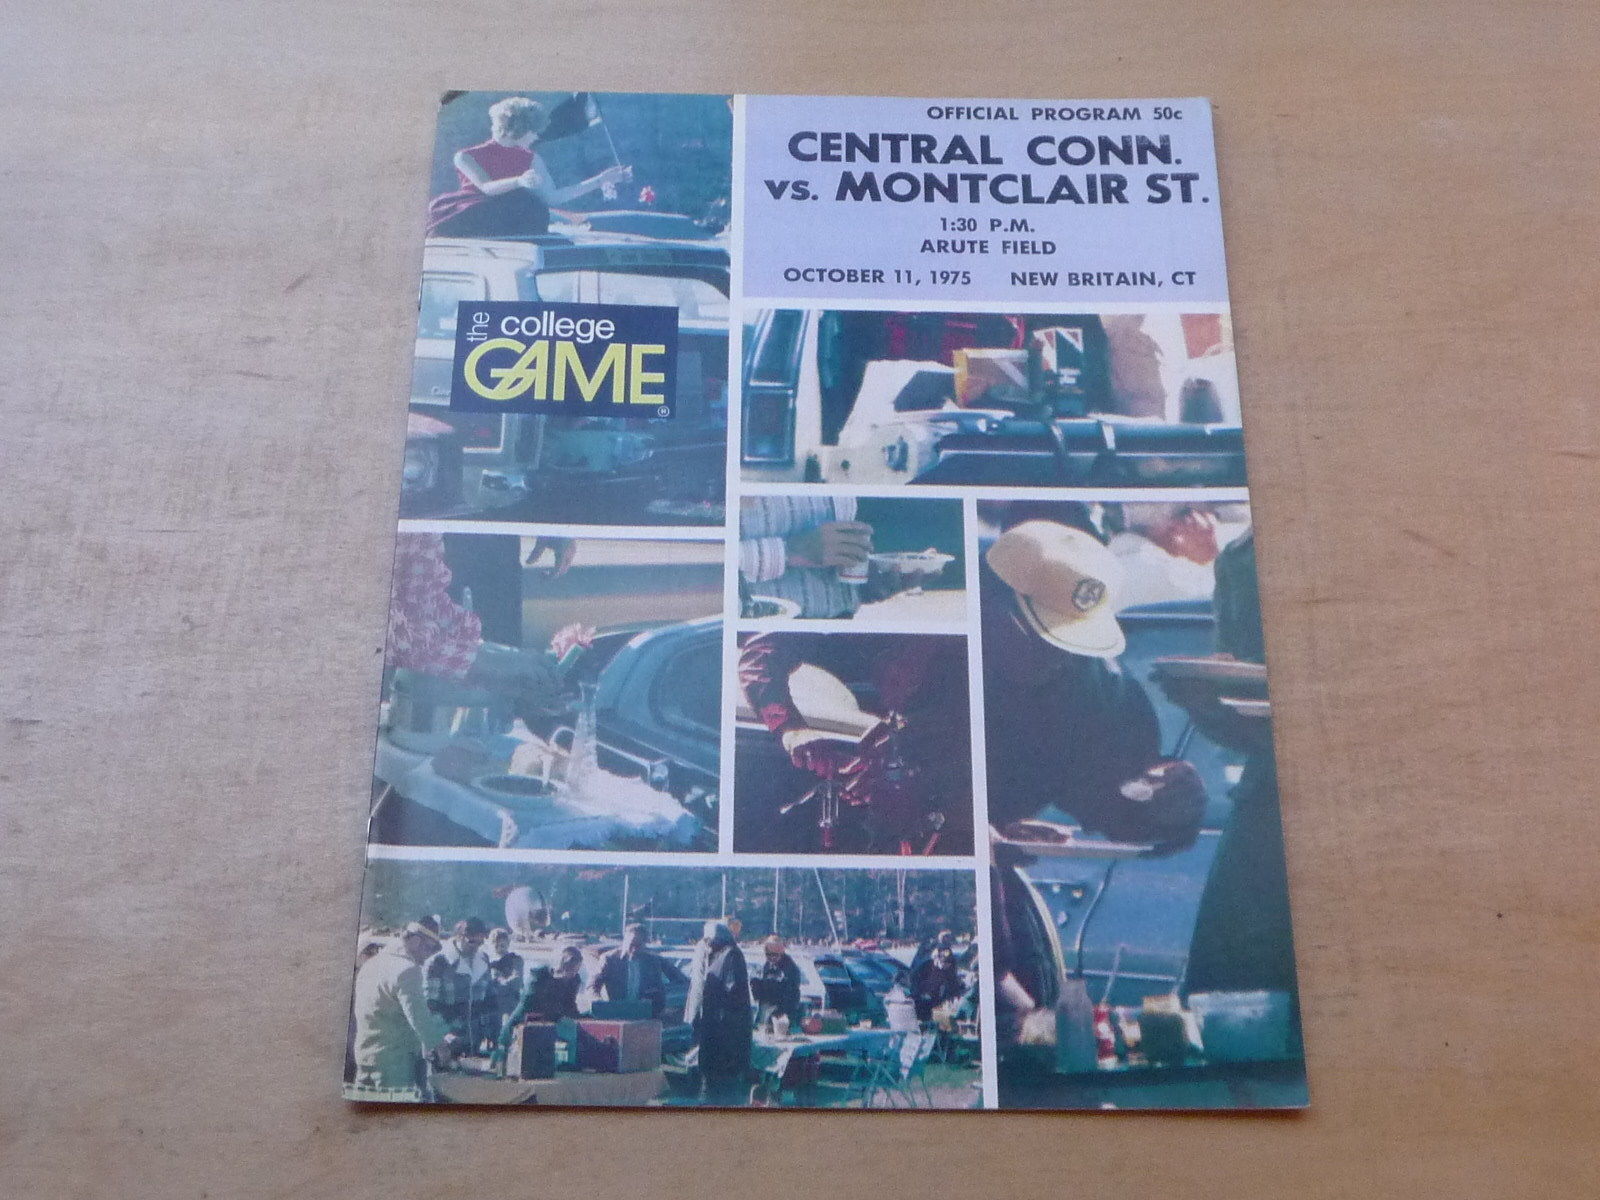 OFFICIAL PROGRAM 50c
CENTRAL CONN.
vs. MONTCLAIR ST.
1:30 P.M.
ARUTE FIELD
OCTOBER 11, 1975 NEW BRITAIN, CT
the college
GAME
®